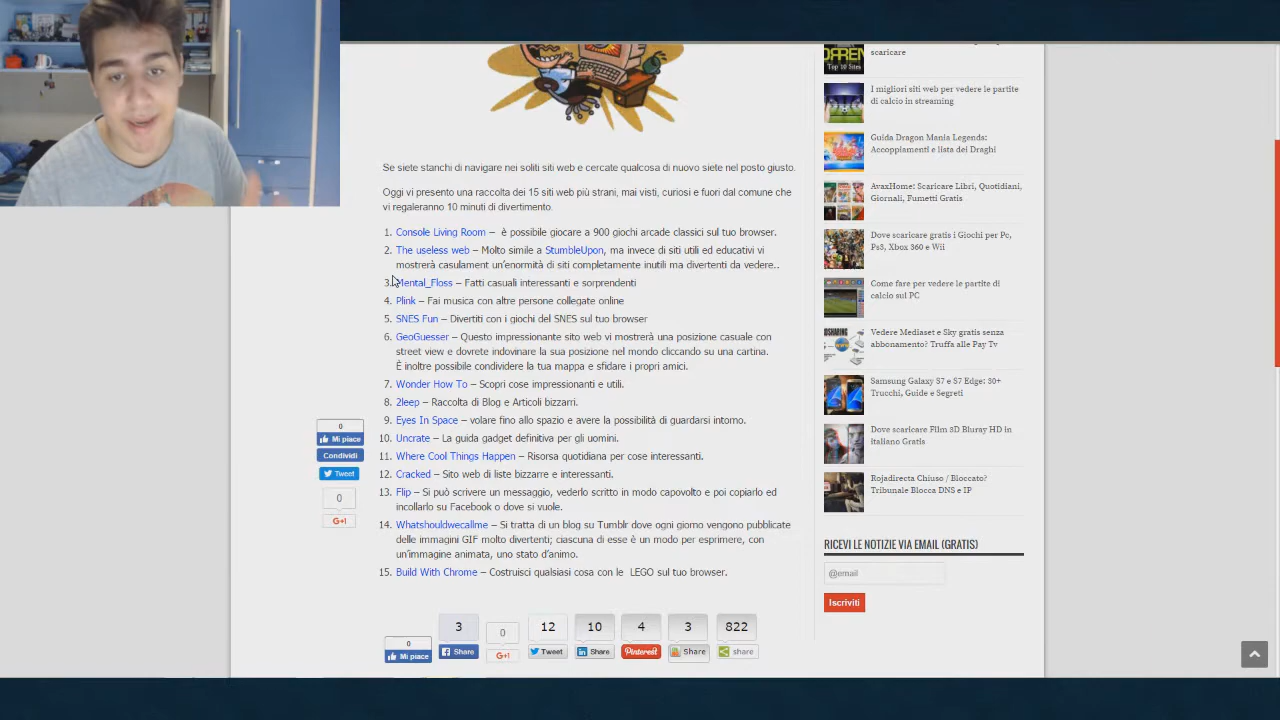 Se siete stanchi di navigare nei soliti siti web e cercate qualcosa di nuovo siete nel posto giusto.
Oggi vi presento una raccolta dei 15 siti web più strani, mai visti, curiosi e fuori dal comune che
vi regaleranno 10 minuti di divertimento.
1. Console Living Room – è possibile giocare a 900 giochi arcade classici sul tuo browser.
2. The useless web – Molto simile a StumbleUpon, ma invece di siti utili ed educativi vi
mostrerà casulament un'enormità di siti completamente inutili ma divertenti da vedere..
3. Mental_Floss – Fatti casuali interessanti e sorprendenti
4. Plink – Fai musica con altre persone collegate online
5. SNES Fun – Divertiti con i giochi del SNES sul tuo browser
6. GeoGuesser – Questo impressionante sito web vi mostrerà una posizione casuale con
street view e dovrete indovinare la sua posizione nel mondo cliccando su una cartina.
È inoltre possibile condividere la tua mappa e sfidare i propri amici.
7. Wonder How To – Scopri cose impressionanti e utili.
8. 2leep – Raccolta di Blog e Articoli bizzarri.
9. Eyes In Space – volare fino allo spazio e avere la possibilità di guardarsi intorno.
10. Uncrate – La guida gadget definitiva per gli uomini.
11. Where Cool Things Happen – Risorsa quotidiana per cose interessanti.
12. Cracked – Sito web di liste bizzarre e interessanti.
13. Flip – Si può scrivere un messaggio, vederlo scritto in modo capovolto e poi copiarlo ed
incollarlo su Facebook o dove si vuole.
14. Whatshouldwecallme – Si tratta di un blog su Tumblr dove ogni giorno vengono pubblicate
delle immagini GIF molto divertenti; ciascuna di esse è un modo per esprimere, con
un'immagine animata, uno stato d'animo.
15. Build With Chrome – Costruisci qualsiasi cosa con le LEGO sul tuo browser.
0
Mi piace
Condividi
Tweet
0
G+1
0 3 0 12 10 4 3 822
Mi piace Share G+1 Tweet Share Pinterest Share share
scaricare
Top 10 Sites
I migliori siti web per vedere le partite
di calcio in streaming
Guida Dragon Mania Legends:
Accoppiamenti e lista dei Draghi
AvaxHome: Scaricare Libri, Quotidiani,
Giornali, Fumetti Gratis
Dove scaricare gratis i Giochi per Pc,
Ps3, Xbox 360 e Wii
Come fare per vedere le partite di
calcio sul PC
Vedere Mediaset e Sky gratis senza
abbonamento? Truffa alle Pay Tv
Samsung Galaxy S7 e S7 Edge: 30+
Trucchi, Guide e Segreti
Dove scaricare Film 3D Bluray HD in
italiano Gratis
Rojadirecta Chiuso / Bloccato?
Tribunale Blocca DNS e IP
RICEVI LE NOTIZIE VIA EMAIL (GRATIS)
@email
Iscriviti